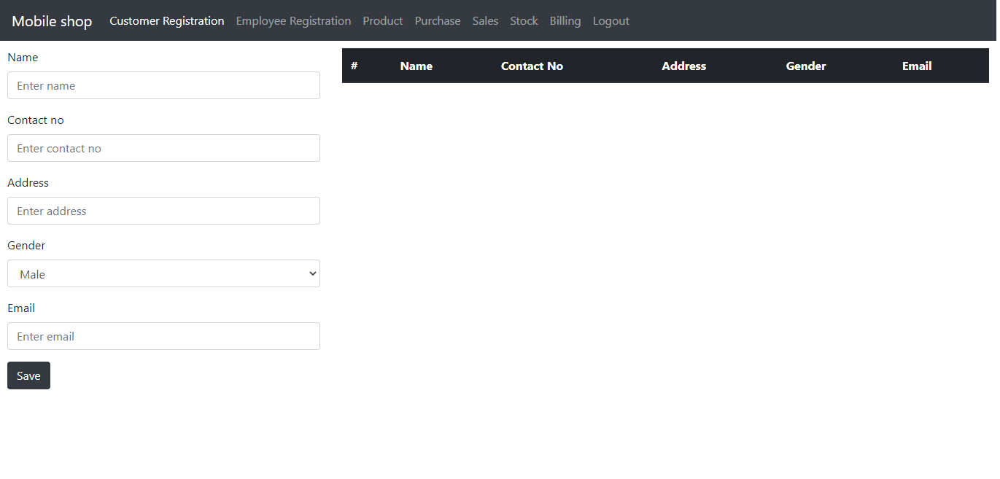 Mobile shop Customer Registration Employee Registration Product Purchase Sales Stock Billing Logout
Name
Enter name
Contact no
Enter contact no
Address
Enter address
Gender
Male
Email
Enter email
Save
# Name Contact No Address Gender Email